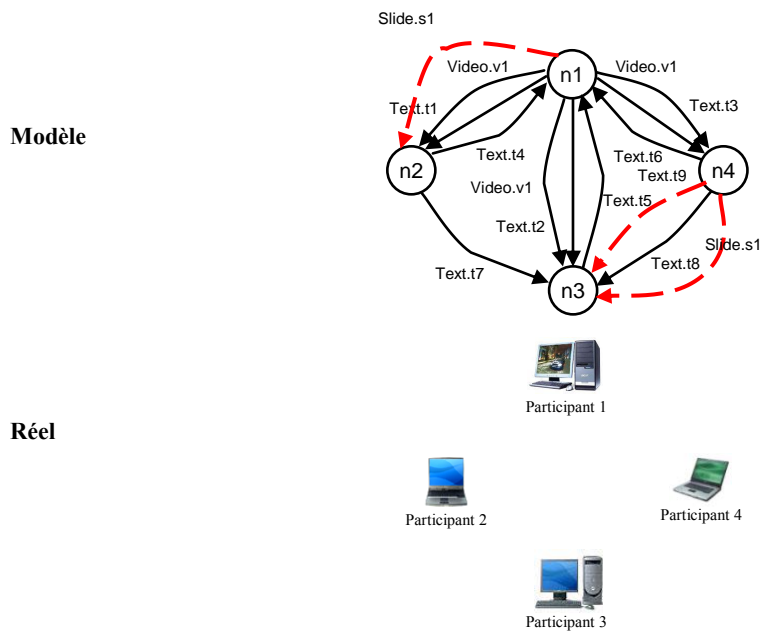 Slide.s1
n1
Video.v1
Video.v1
Text.t1
Text.t3
Modèle
Text.t4
Text.t6
n2
Text.t9
n4
Video.v1
Text.t5
Text.t2
Slide.s1
Text.t7
Text.t8
n3
Participant 1
Réel
Participant 2
Participant 4
Participant 3